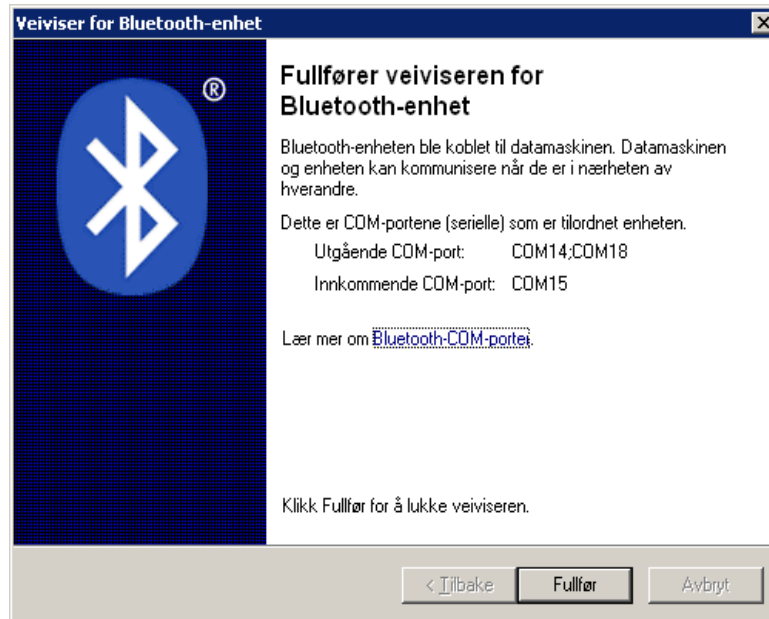 Veiviser for Bluetooth-enhet
®
Fullfører veiviseren for
Bluetooth-enhet
Bluetooth-enheten ble koblet til datamaskinen. Datamaskinen
og enheten kan kommunisere når de er i nærheten av
hverandre.
Dette er COM-portene (serielle) som er tilordnet enheten.
Utgående COM-port: COM14;COM18
Innkommende COM-port: COM15
Lær mer om Bluetooth-COM-porter.
Klikk Fullfør for å lukke veiviseren.
< Tilbake Fullfør Avbryt